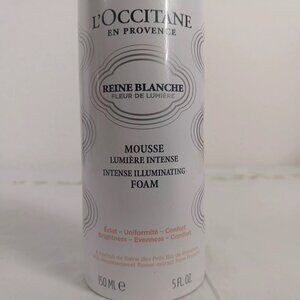 L'OCCITANE
EN PROVENCE
REINE BLANCHE
FLEUR DE LUMIÈRE
MOUSSE
LUMIÈRE INTENSE
INTENSE ILLUMINATING
FOAM
Éclat - Uniformité - Confort
Brightness - Evenness - Comfort
150 ML e
5 FL.OZ.